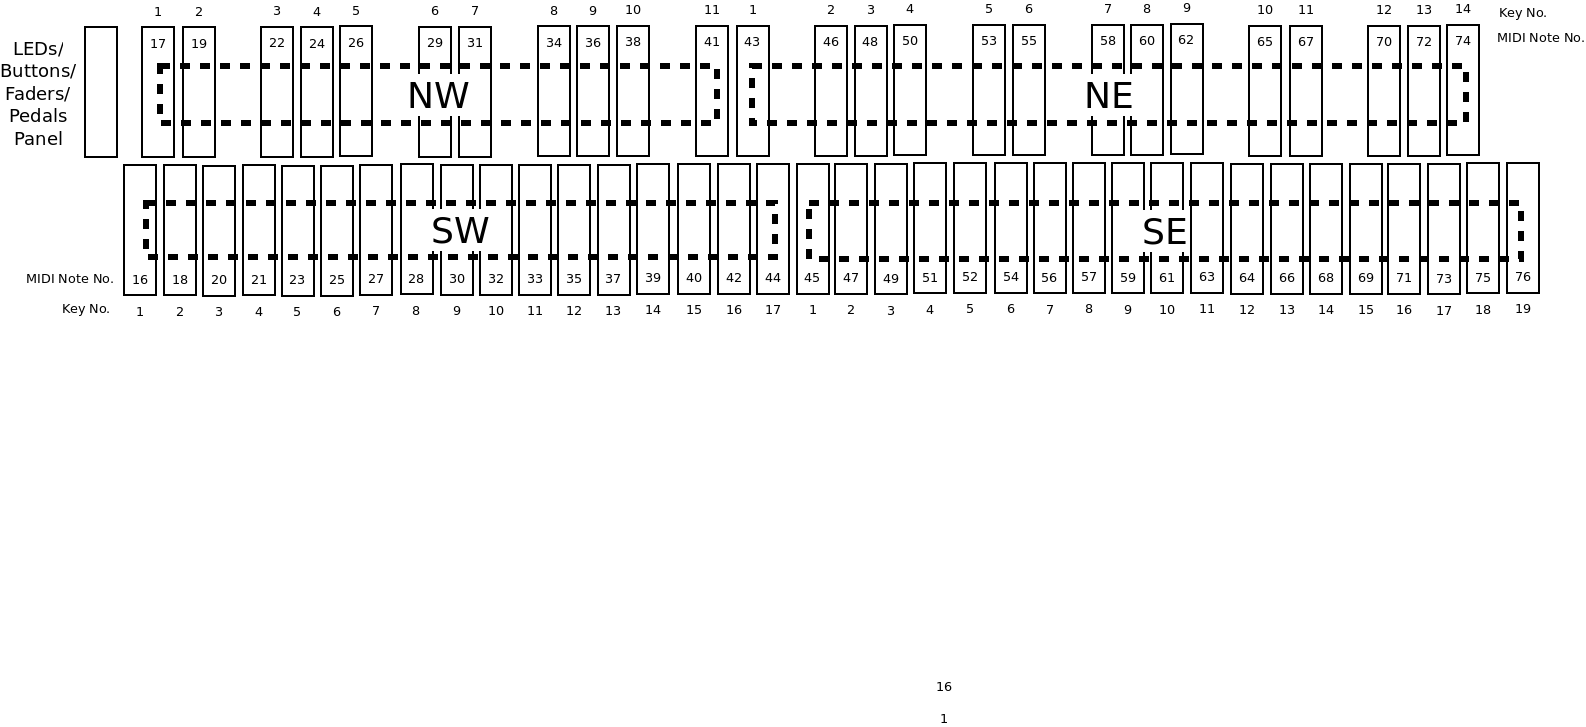 1 2 3 4 5 6 7 8 9 10 11 1 2 3 4 5 6 7 8 9 10 11 12 13 14 Key No.
17 19 22 24 26 29 31 34 36 38 41 43 46 48 50 53 55 58 60 62 65 67 70 72 74 MIDI Note No.
LEDs/
Buttons/
Faders/
Pedals
Panel
NW NE
SW SE
MIDI Note No. 16 18 20 21 23 25 27 28 30 32 33 35 37 39 40 42 44 45 47 49 51 52 54 56 57 59 61 63 64 66 68 69 71 73 75 76
Key No. 1 2 3 4 5 6 7 8 9 10 11 12 13 14 15 16 17 1 2 3 4 5 6 7 8 9 10 11 12 13 14 15 16 17 18 19
16
1